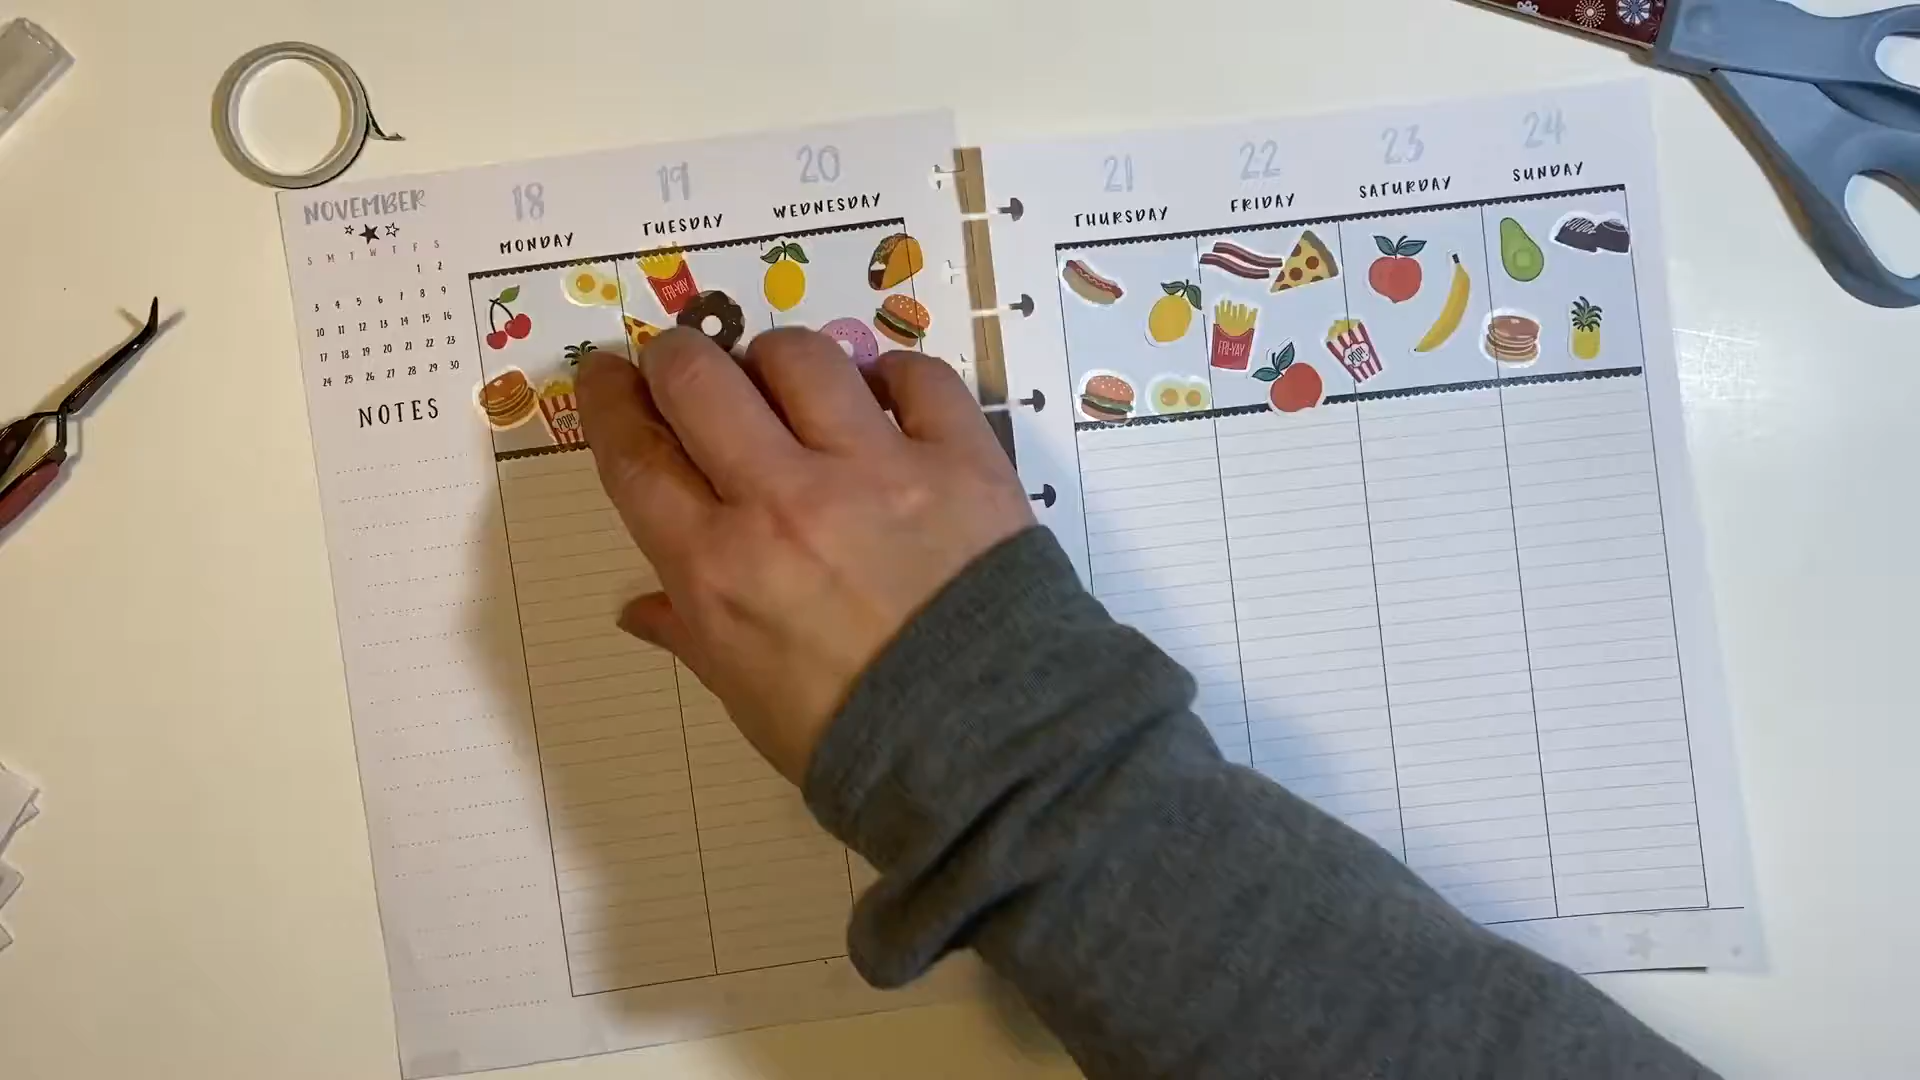 NOVEMBER
S M T W T F S
1 2
3 4 5 6 7 8 9
10 11 12 13 14 15 16
17 18 19 20 21 22 23
24 25 26 27 28 29 30
NOTES
18 19 20
MONDAY TUESDAY WEDNESDAY
FRI-YAY
POP!
21 22 23 24
THURSDAY FRIDAY SATURDAY SUNDAY
FRI-YAY
POP!